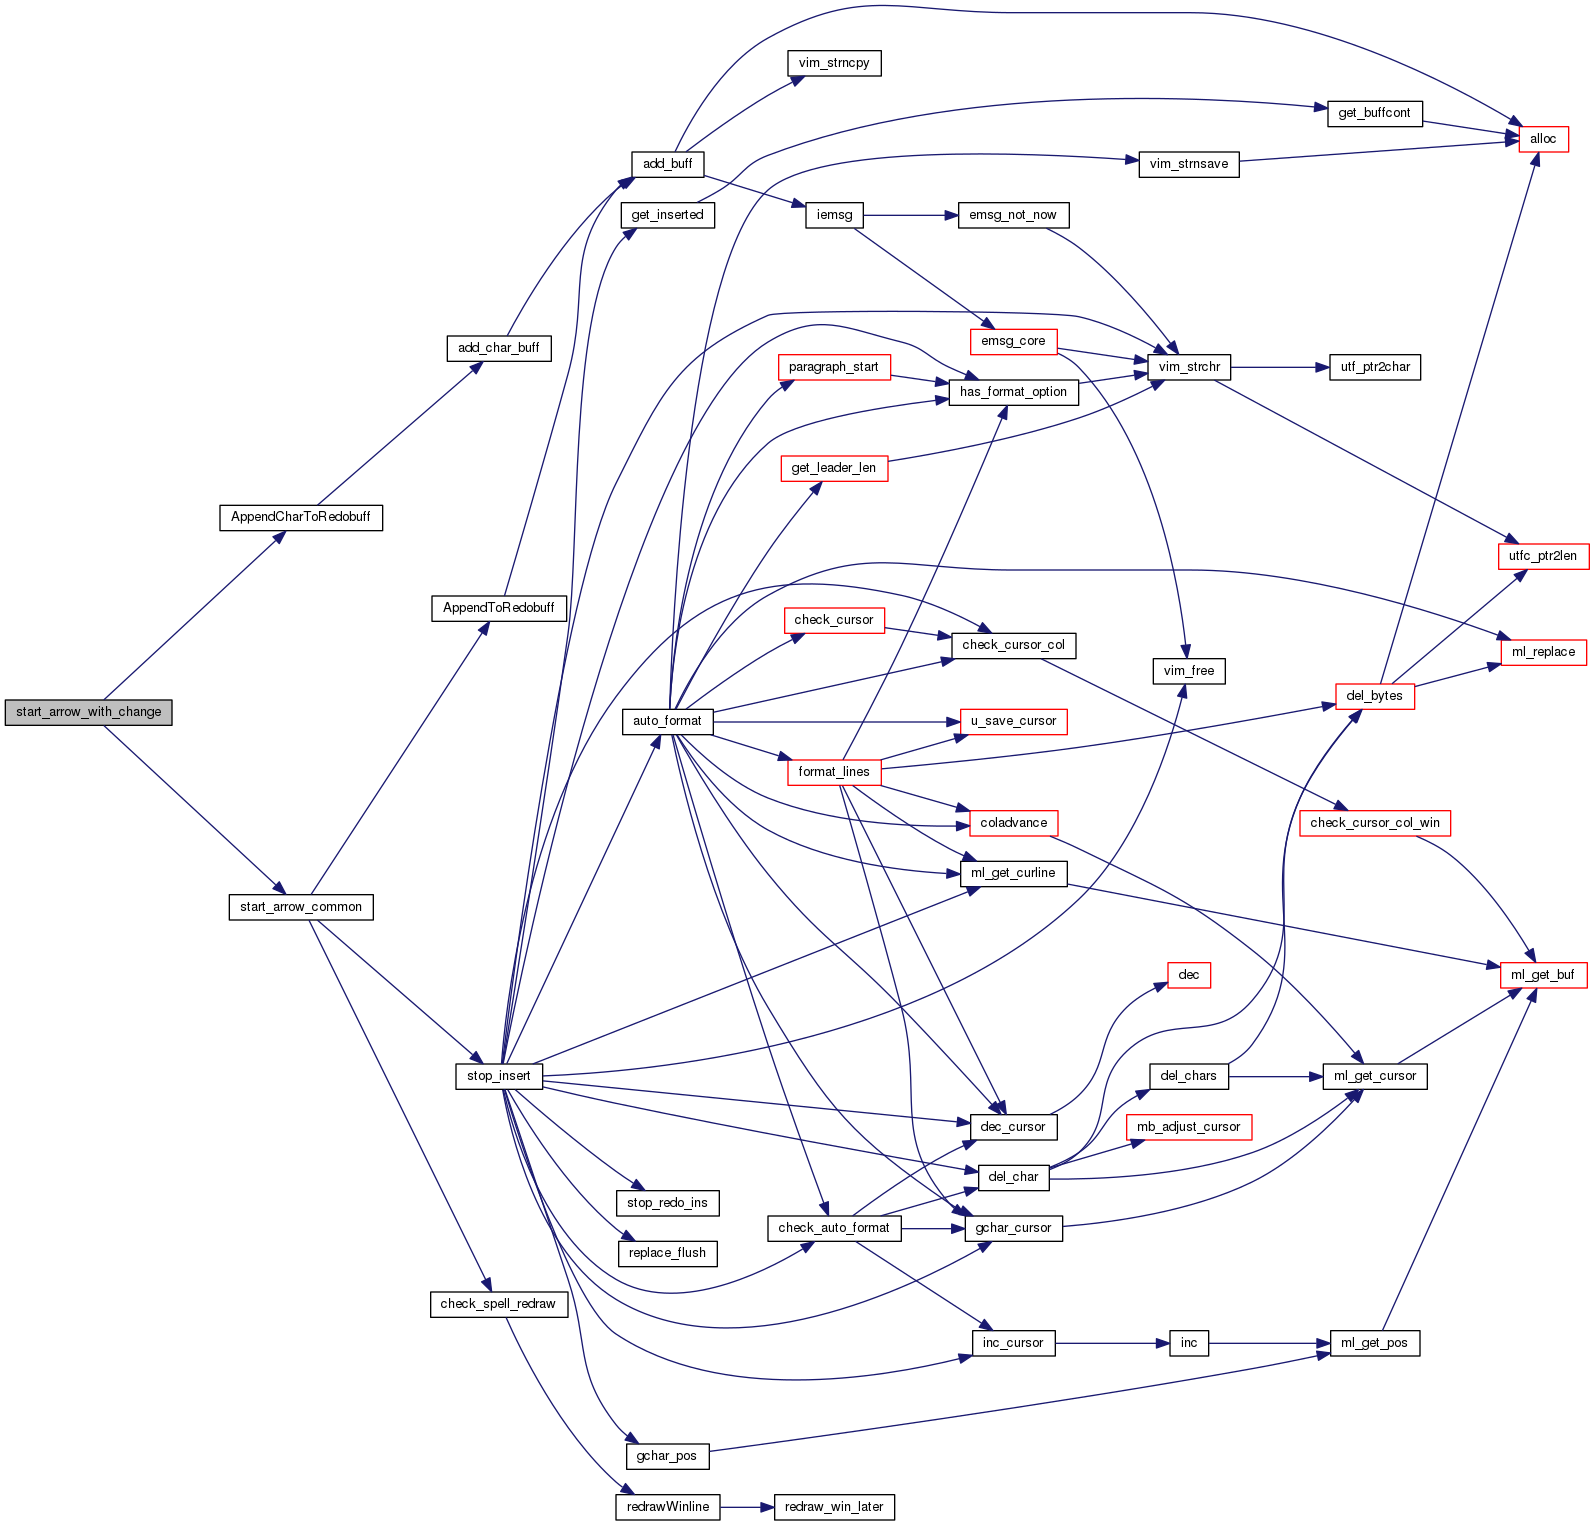 vim_strncpy
get_buffcont
alloc
add_buff
vim_strnsave
get_inserted
iemsg
emsg_not_now
add_char_buff
emsg_core
paragraph_start
vim_strchr
utf_ptr2char
has_format_option
get_leader_len
AppendCharToRedobuff
utfc_ptr2len
AppendToRedobuff
check_cursor
check_cursor_col
ml_replace
vim_free
del_bytes
start_arrow_with_change
auto_format
u_save_cursor
format_lines
coladvance
check_cursor_col_win
ml_get_curline
start_arrow_common
dec
ml_get_buf
stop_insert
del_chars
ml_get_cursor
dec_cursor
mb_adjust_cursor
del_char
stop_redo_ins
check_auto_format
gchar_cursor
replace_flush
check_spell_redraw
inc_cursor
inc
ml_get_pos
gchar_pos
redrawWinline
redraw_win_later